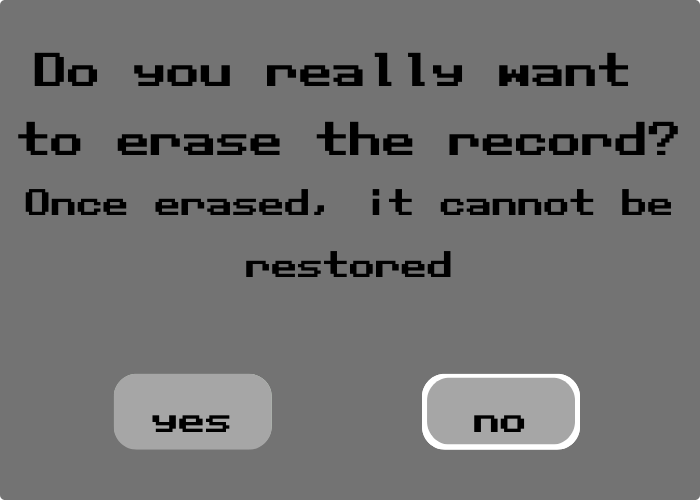 Do you really want
to erase the record?
Once erased, it cannot be
restored
yes
no